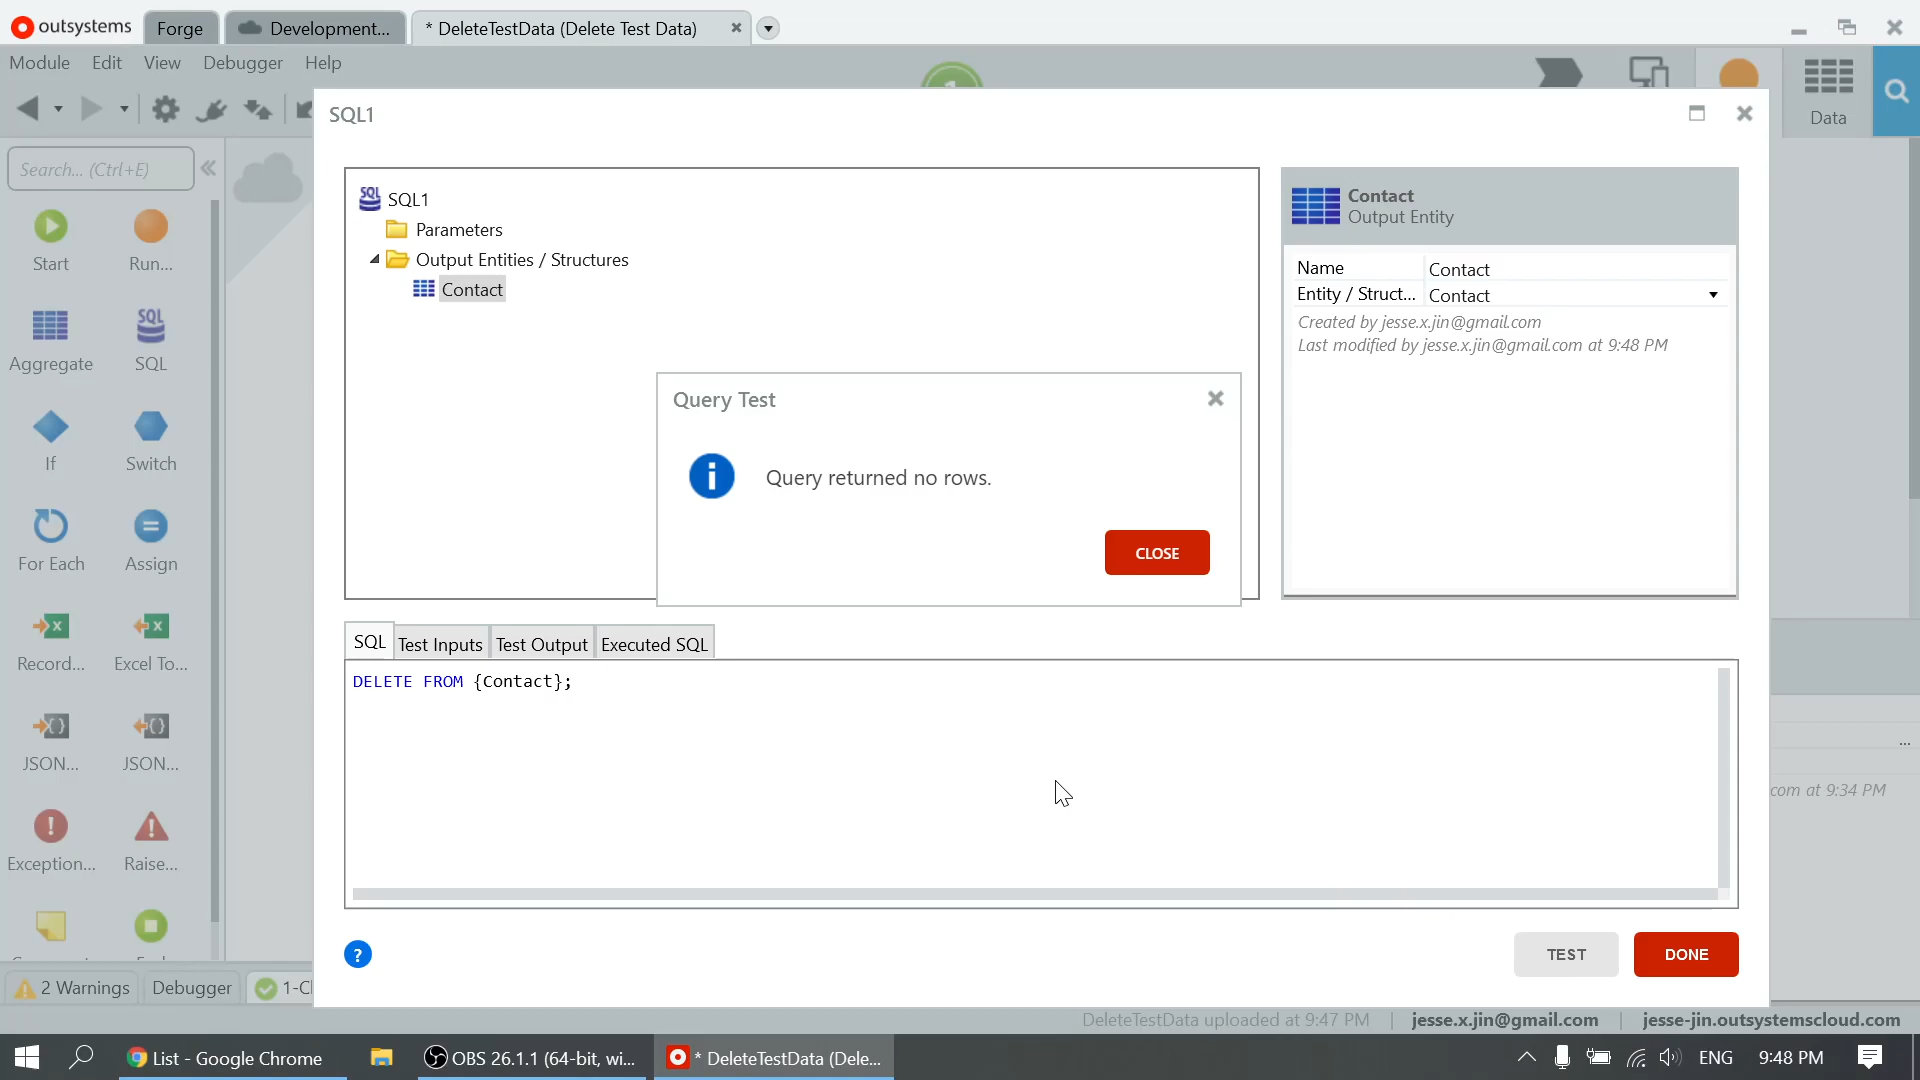 outsystems
Forge
Development...
* DeleteTestData (Delete Test Data)
Module Edit View Debugger Help
Data
SQL1
Search... (Ctrl+E)
SQL SQL1
Parameters
Output Entities / Structures
Contact
Contact
Output Entity
Name Contact
Entity / Struct... Contact
Created by jesse.x.jin@gmail.com
Last modified by jesse.x.jin@gmail.com at 9:48 PM
Start Run...
SQL
Aggregate SQL
If Switch
For Each Assign
Record... Excel To...
JSON... JSON...
Exception... Raise...
Query Test
Query returned no rows.
CLOSE
SQL Test Inputs Test Output Executed SQL
DELETE FROM {Contact};
...
com at 9:34 PM
? TEST DONE
2 Warnings Debugger 1-Cl
DeleteTestData uploaded at 9:47 PM | jesse.x.jin@gmail.com | jesse-jin.outsystemscloud.com
List - Google Chrome
OBS 26.1.1 (64-bit, wi...
* DeleteTestData (Dele...
ENG 9:48 PM